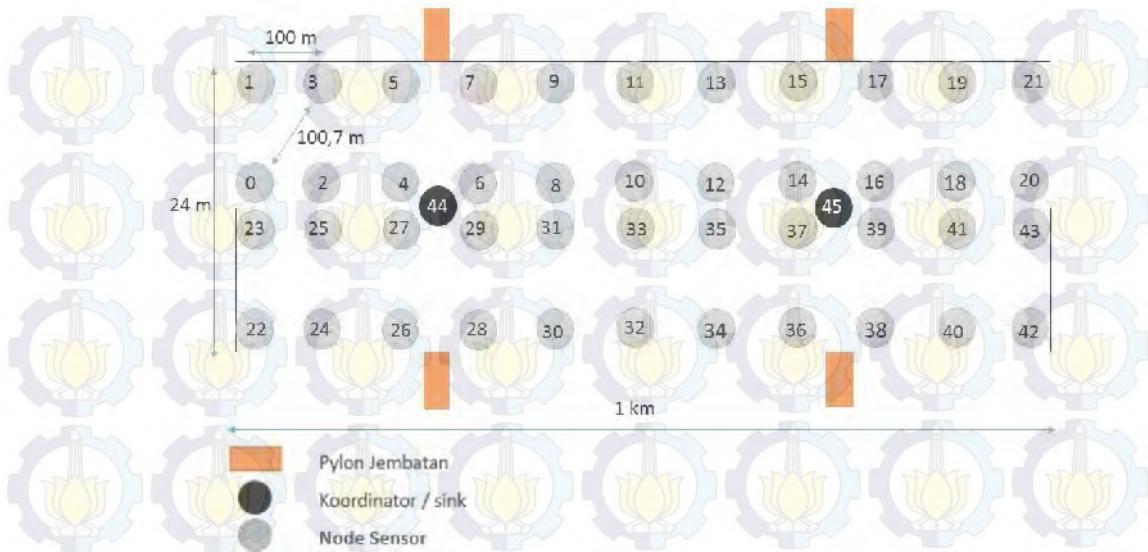 100 m
1 3 5 7 9 11 13 15 17 19 21
100,7 m
0 2 4 6 8 10 12 14 16 18 20
24 m
44 45
23 25 27 29 31 33 35 37 39 41 43
22 24 26 28 30 32 34 36 38 40 42
1 km
Pylon Jembatan
Koordinator / sink
Node Sensor